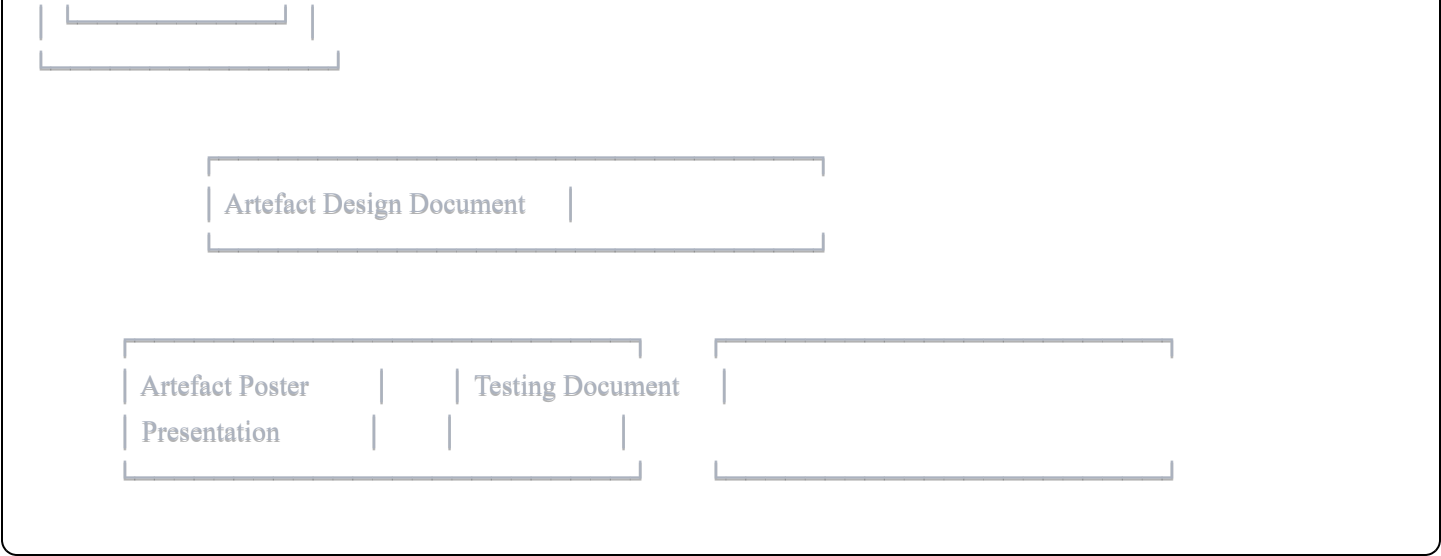 Artefact Design Document
Artefact Poster
Testing Document
Presentation